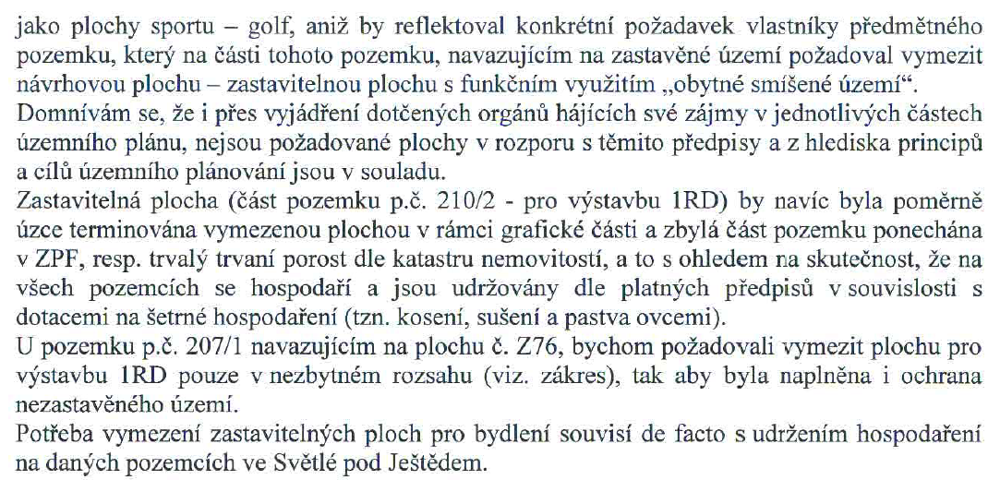 jako plochy sportu – golf, aniž by reflektoval konkrétní požadavek vlastníky předmětného
pozemku, který na části tohoto pozemku, navazujícím na zastavěné území požadoval vymezit
návrhovou plochu – zastavitelnou plochu s funkčním využitím „obytné smíšené území“.
Domnívám se, že i přes vyjádření dotčených orgánů hájících své zájmy v jednotlivých částech
územního plánu, nejsou požadované plochy v rozporu s těmito předpisy a z hlediska principů
a cílů územního plánování jsou v souladu.
Zastavitelná plocha (část pozemku p.č. 210/2 - pro výstavbu 1RD) by navíc byla poměrně
úzce terminována vymezenou plochou v rámci grafické části a zbylá část pozemku ponechána
v ZPF, resp. trvalý trvaní porost dle katastru nemovitostí, a to s ohledem na skutečnost, že na
všech pozemcích se hospodaří a jsou udržovány dle platných předpisů v souvislosti s
dotacemi na šetrné hospodaření (tzn. kosení, sušení a pastva ovcemi).
U pozemku p.č. 207/1 navazujícím na plochu č. Z76, bychom požadovali vymezit plochu pro
výstavbu 1RD pouze v nezbytném rozsahu (viz. zákres), tak aby byla naplněna i ochrana
nezastavěného území.
Potřeba vymezení zastavitelných ploch pro bydlení souvisí de facto s udržením hospodaření
na daných pozemcích ve Světlé pod Ještědem.